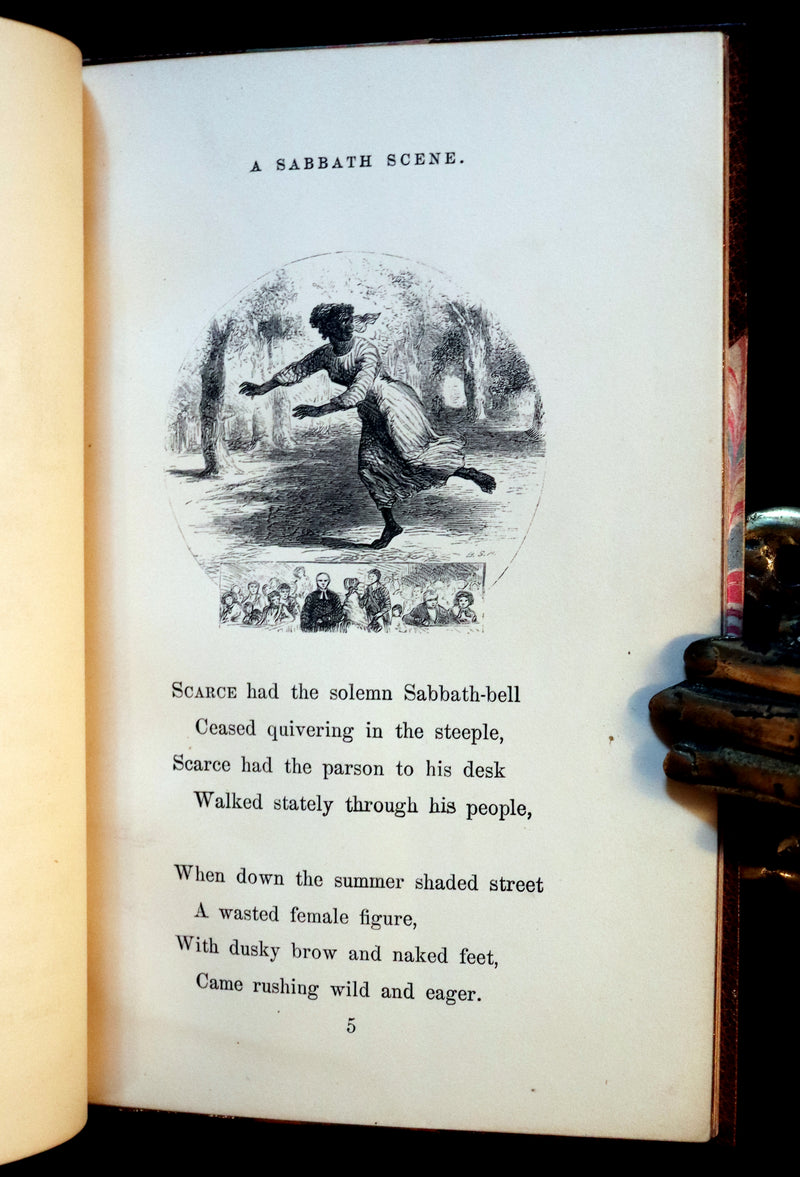 A SABBATH SCENE.
SCARCE had the solemn Sabbath-bell
Ceased quivering in the steeple,
Scarce had the parson to his desk
Walked stately through his people,
When down the summer shaded street
A wasted female figure,
With dusky brow and naked feet,
Came rushing wild and eager.
5